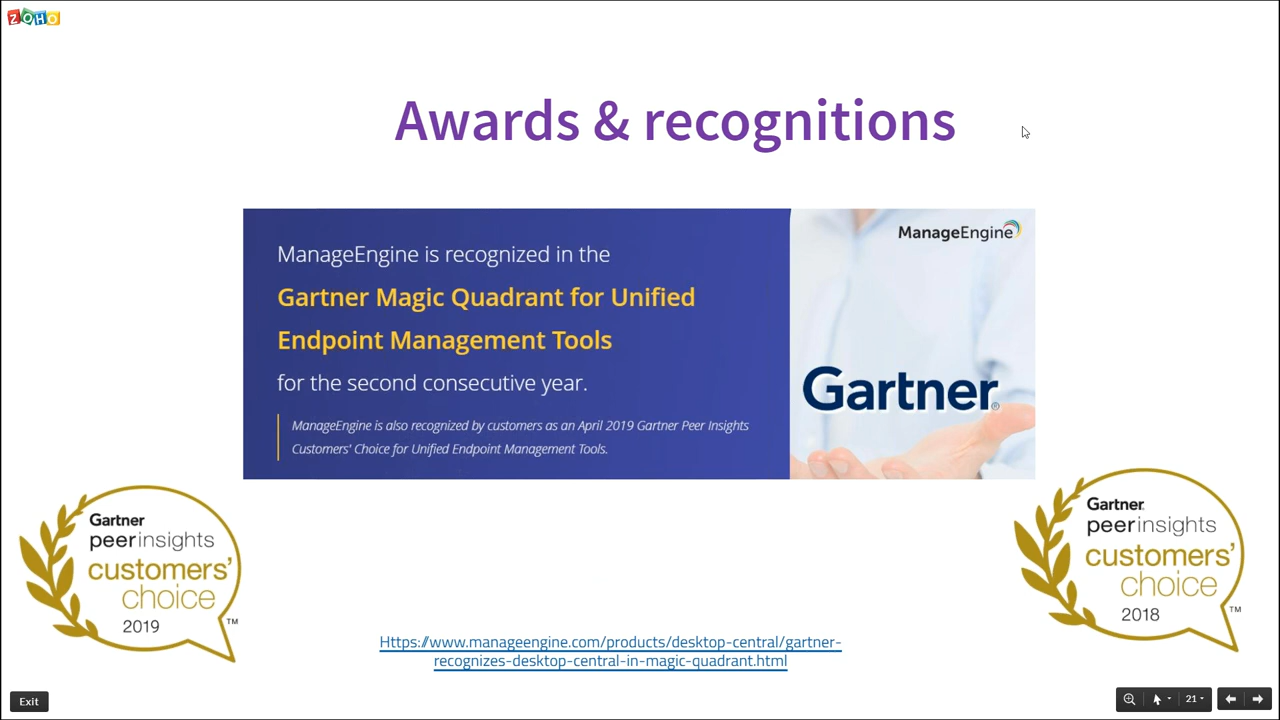 ZOHO
Awards & recognitions
ManageEngine is recognized in the
Gartner Magic Quadrant for Unified
Endpoint Management Tools
for the second consecutive year.
ManageEngine is also recognized by customers as an April 2019 Gartner Peer Insights
Customers' Choice for Unified Endpoint Management Tools.
ManageEngine
Gartner®
Gartner
peerinsights
customers'
choice
2019
TM
Gartner
peerinsights
customers'
choice
2018
TM
Https://www.manageengine.com/products/desktop-central/gartner-
recognizes-desktop-central-in-magic-quadrant.html
Exit
21